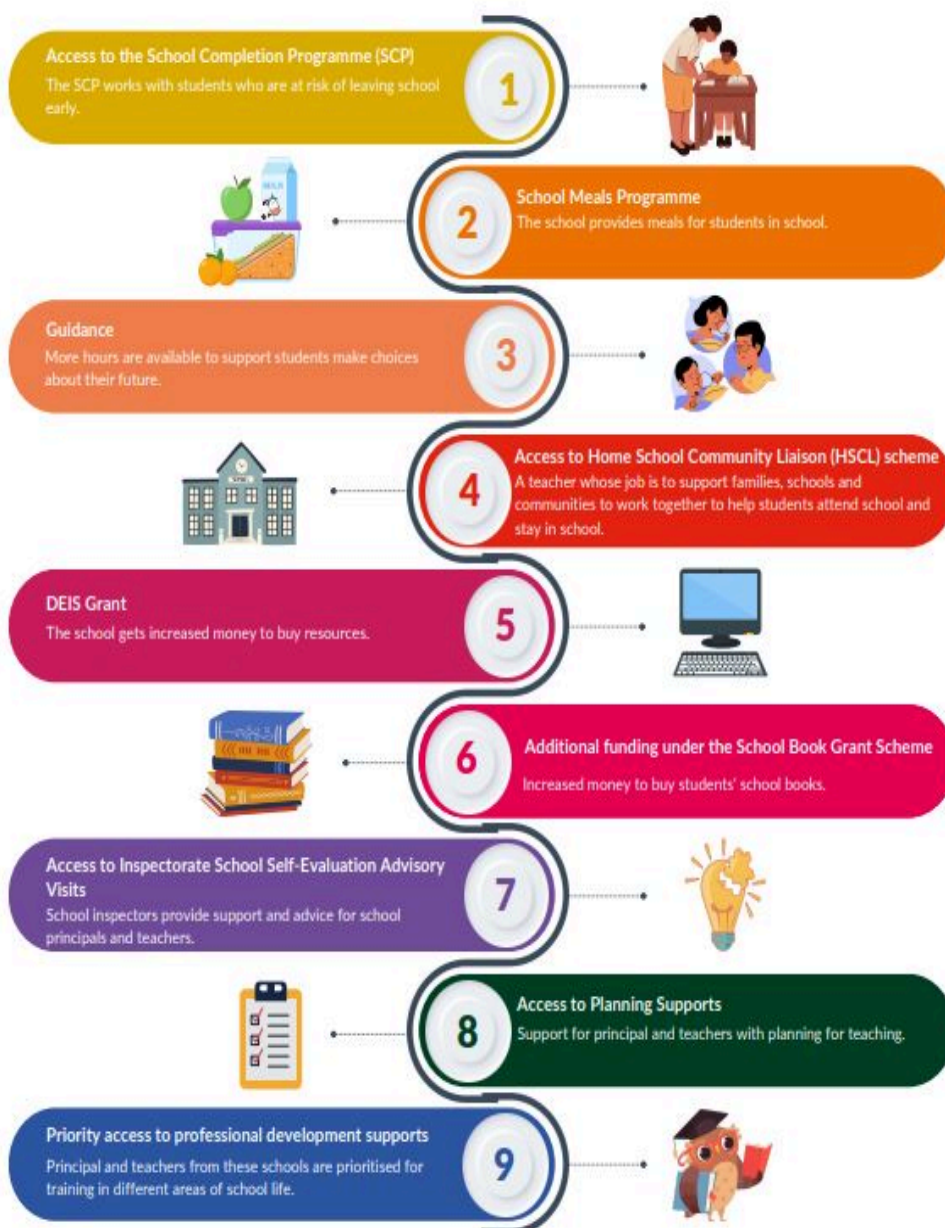 Access to the School Completion Programme (SCP)
The SCP works with students who are at risk of leaving school
early.
1
School Meals Programme
The school provides meals for students in school.
2
MILK
Guidance
More hours are available to support students make choices
about their future.
3
Access to Home School Community Liaison (HSCL) scheme
A teacher whose job is to support families, schools and
communities to work together to help students attend school and
stay in school.
4
DEIS Grant
The school gets increased money to buy resources.
5
Additional funding under the School Book Grant Scheme
Increased money to buy students' school books.
6
Access to Inspectorate School Self-Evaluation Advisory
Visits
School inspectors provide support and advice for school
principals and teachers.
7
Access to Planning Supports
Support for principal and teachers with planning for teaching.
8
Priority access to professional development supports
Principal and teachers from these schools are prioritised for
training in different areas of school life.
9